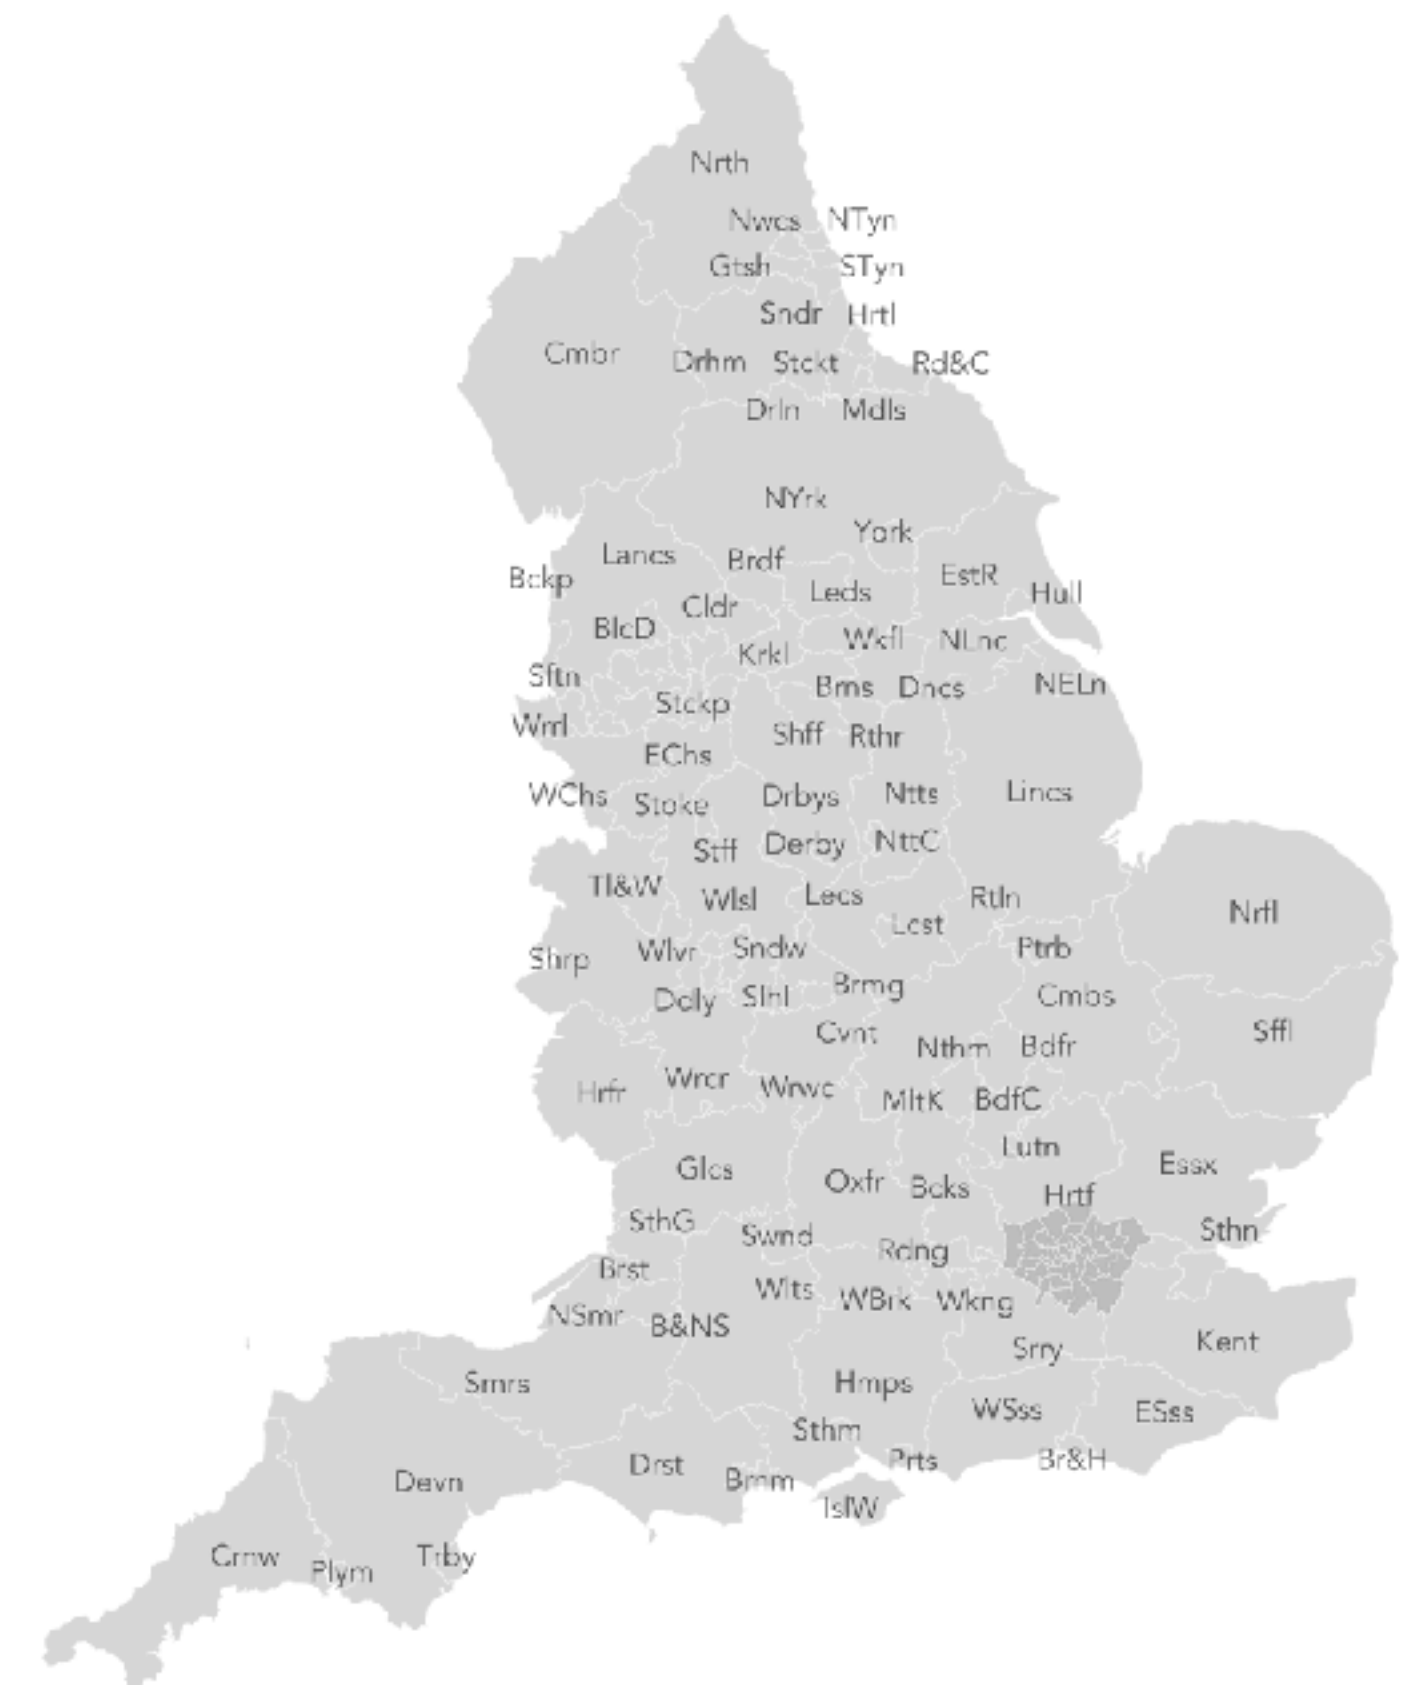 Nrth
Nwcs NTyn
Gtsh STyn
Sndr Hrtl
Cmbr Drhm Stckt Rd&C
Drln Mdls
NYrk
York
Lancs Brdf
Bckp Leds EstR Hull
Cldr
BlcD Krkl Wkfl NLnc
Sftn Brns Dncs NELn
Stckp
Wrrl Shff Rthr
EChs
WChs Stoke Drbys Ntts Lincs
Stff Derby NttC
Tl&W Wlsl Lecs Rtln
Lcst Nrfl
Shrp Wlvr Sndw Ptrb
Ddly Slhl Brmg Cmbs
Cvnt Nthm Bdfr Sffl
Hrfr Wrcr Wrwc MltK BdfC
Lutn
Glcs Oxfr Bcks Hrtf Essx
SthG Swnd Rdng Sthn
Brst Wlts WBrk Wkng
NSmr B&NS Srry Kent
Smrs Hmps WSss ESss
Sthm
Devn Drst Bmm Prts Br&H
IslW
Crnw Plym Trby